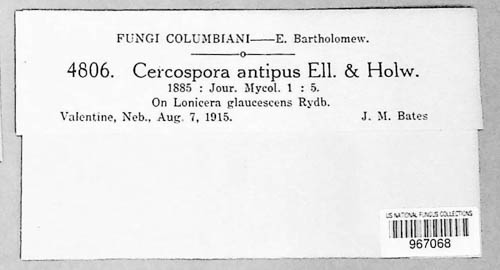 FUNGI COLUMBIANI—E. Bartholomew.
4806. Cercospora antipus Ell. & Holw.
1885 : Jour. Mycol. 1 : 5.
On Lonicera glaucescens Rydb.
Valentine, Neb., Aug. 7, 1915. J. M. Bates
US NATIONAL FUNGUS COLLECTIONS
967068